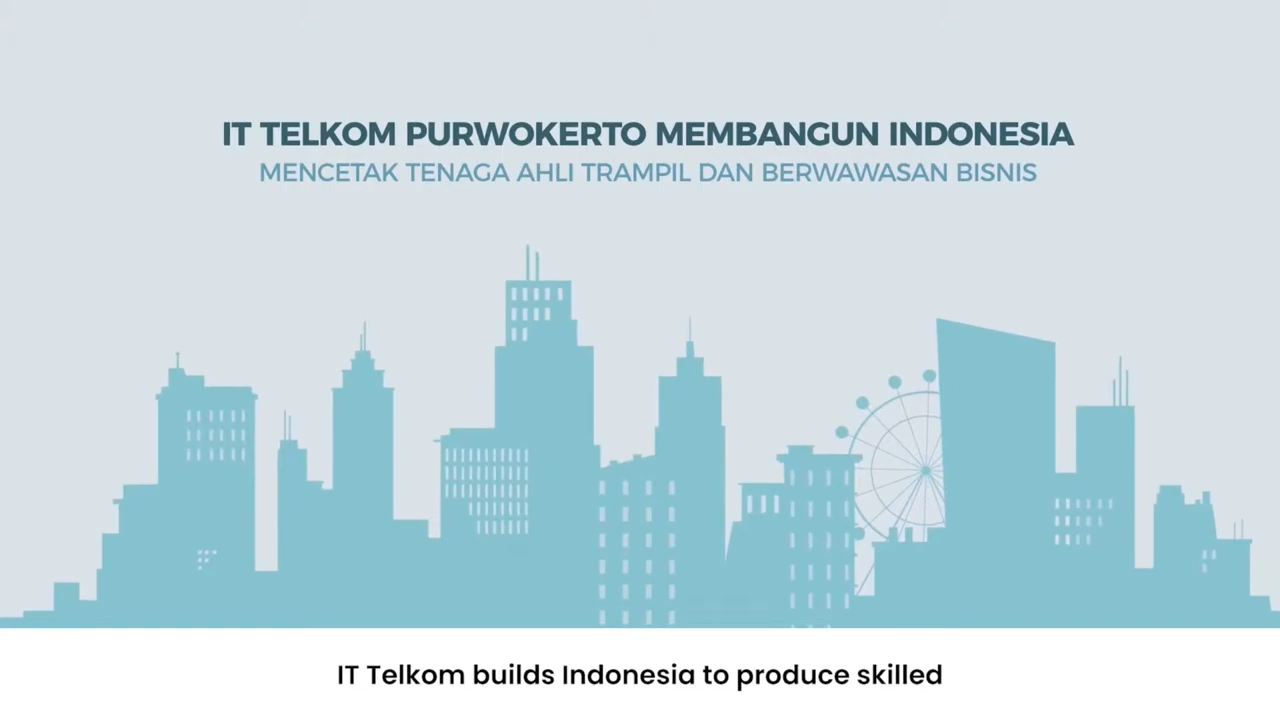 IT TELKOM PURWOKERTO MEMBANGUN INDONESIA
MENCETAK TENAGA AHLI TRAMPIL DAN BERWAWASAN BISNIS
IT Telkom builds Indonesia to produce skilled